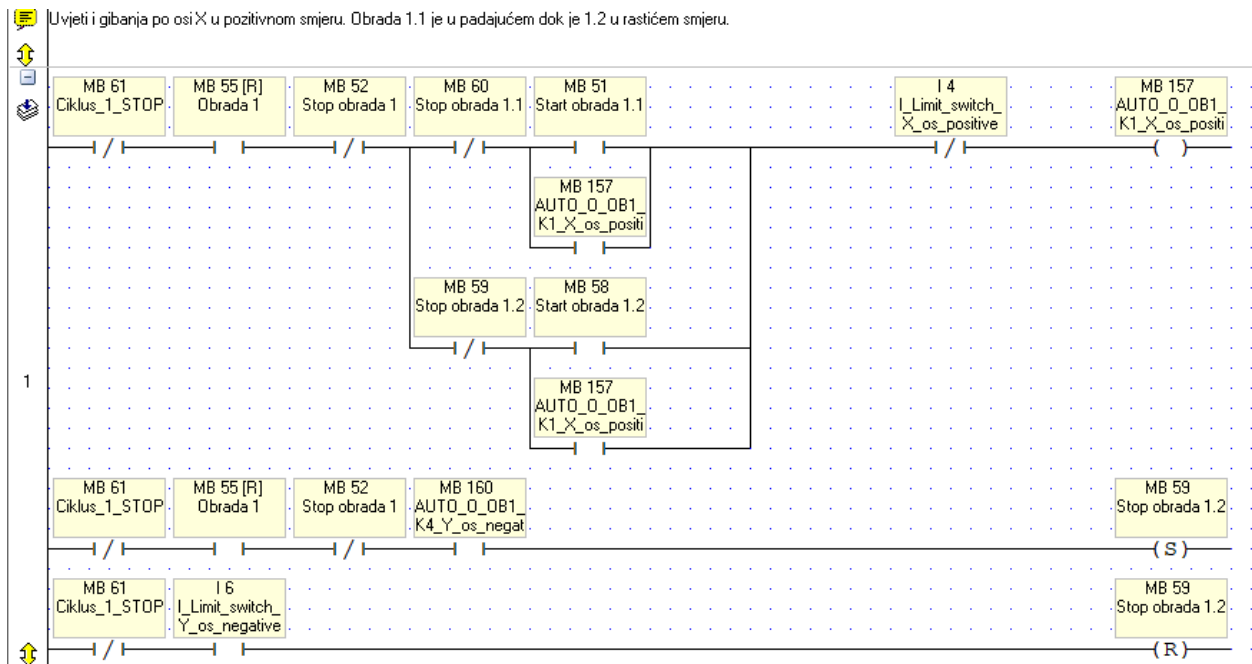 Uvjeti i gibanja po osi X u pozitivnom smjeru. Obrada 1.1 je u padajućem dok je 1.2 u rastićem smjeru.
MB 61
Ciklus_1_STOP
MB 55 [R]
Obrada 1
MB 52
Stop obrada 1
MB 60
Stop obrada 1.1
MB 51
Start obrada 1.1
I 4
I_Limit_switch_
X_os_positive
MB 157
AUTO_O_OB1_
K1_X_os_positi
MB 157
AUTO_O_OB1_
K1_X_os_positi
MB 59
Stop obrada 1.2
MB 58
Start obrada 1.2
MB 157
AUTO_O_OB1_
K1_X_os_positi
1
MB 61
Ciklus_1_STOP
MB 55 [R]
Obrada 1
MB 52
Stop obrada 1
MB 160
AUTO_O_OB1_
K4_Y_os_negat
MB 59
Stop obrada 1.2
S
MB 61
Ciklus_1_STOP
I 6
I_Limit_switch_
Y_os_negative
MB 59
Stop obrada 1.2
R